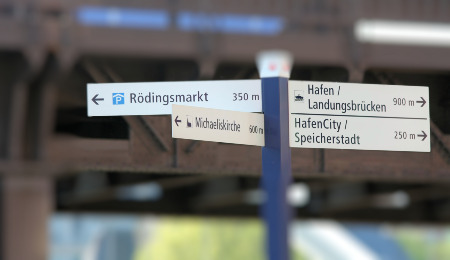 P Rödingsmarkt 350 m
Michaeliskirche 600 m
Hafen /
Landungsbrücken 900 m
HafenCity /
Speicherstadt 250 m